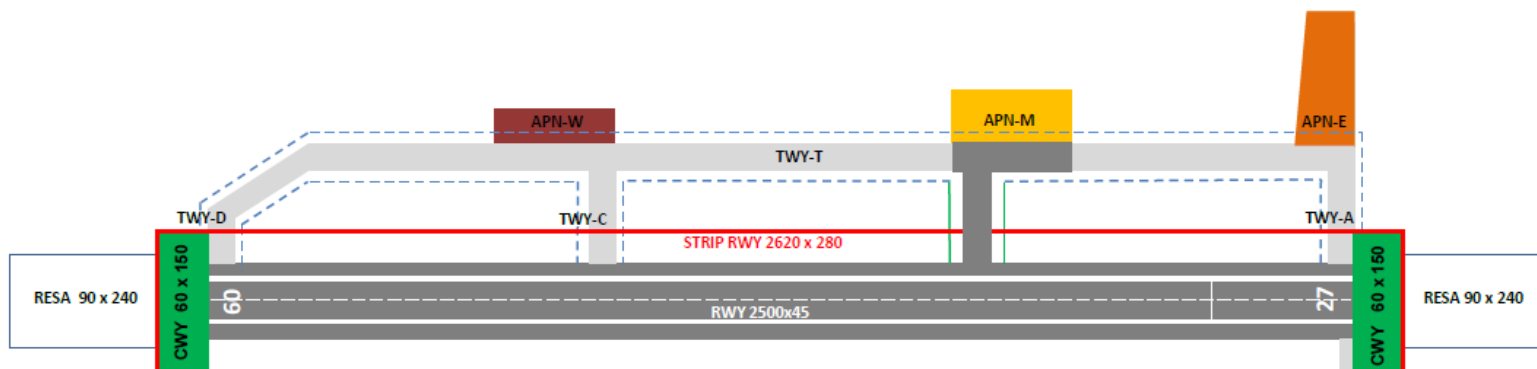 APN-W
APN-M
APN-E
TWY-T
TWY-D
TWY-C
TWY-A
STRIP RWY 2620 x 280
RESA 90 x 240
CWY 60 x 150
09
RWY 2500x45
27
CWY 60 x 150
RESA 90 x 240